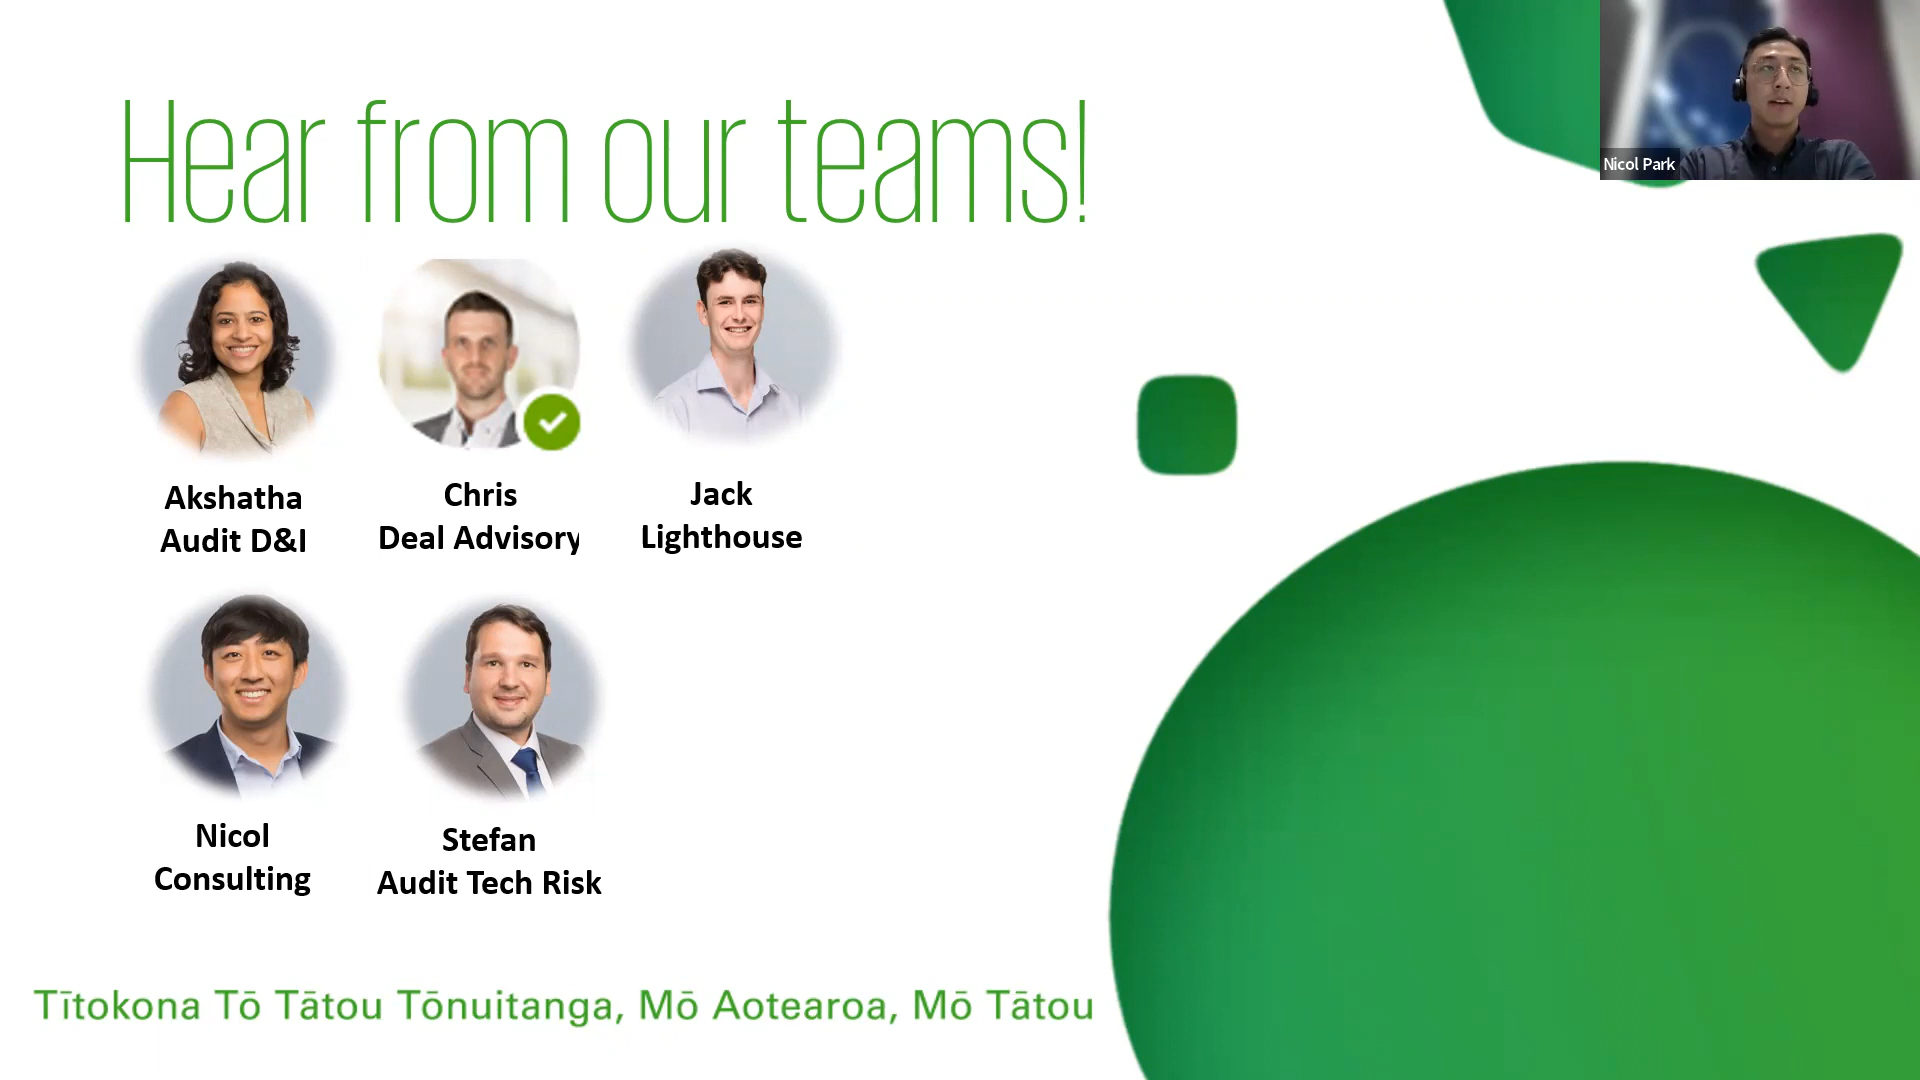 Hear from our teams!
Nicol Park
Akshatha
Audit D&I
Chris
Deal Advisory
Jack
Lighthouse
Nicol
Consulting
Stefan
Audit Tech Risk
Tītokona Tō Tātou Tōnuitanga, Mō Aotearoa, Mō Tātou